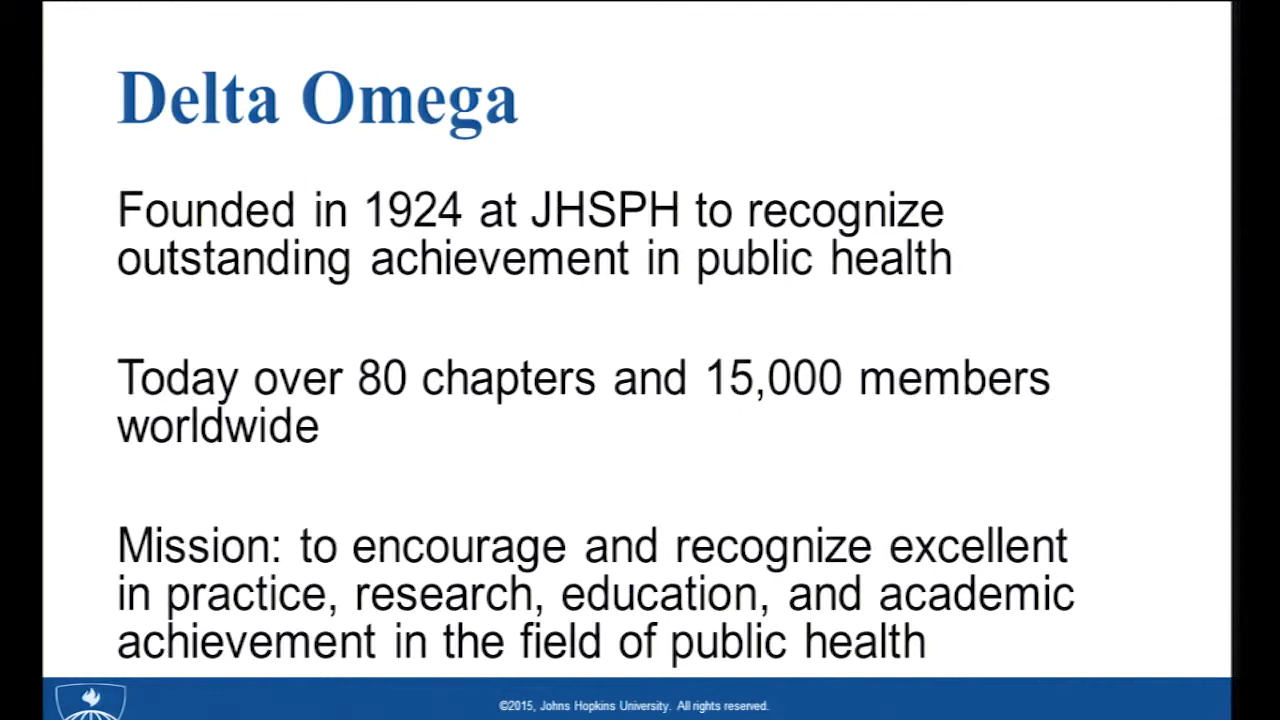 Delta Omega
Founded in 1924 at JHSPH to recognize
outstanding achievement in public health
Today over 80 chapters and 15,000 members
worldwide
Mission: to encourage and recognize excellent
in practice, research, education, and academic
achievement in the field of public health
©2015, Johns Hopkins University. All rights reserved.